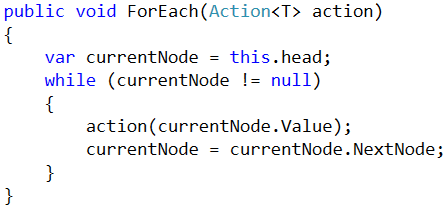 public void ForEach(Action<T> action)
{
    var currentNode = this.head;
    while (currentNode != null)
    {
        action(currentNode.Value);
        currentNode = currentNode.NextNode;
    }
}